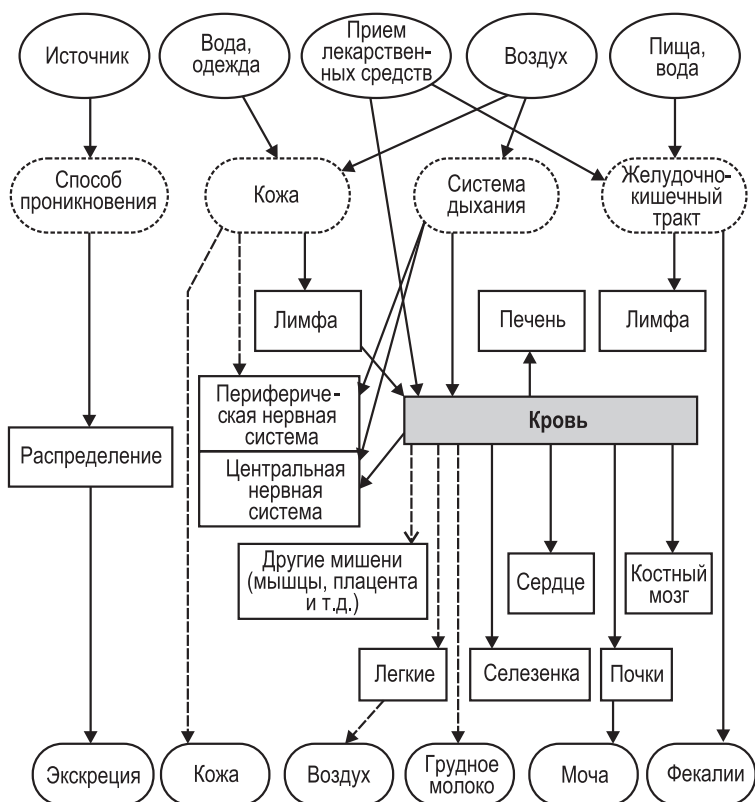 Источник
Вода,
одежда
Прием
лекарствен-
ных средств
Воздух
Пища,
вода
Способ
проникновения
Кожа
Система
дыхания
Желудочно-
кишечный
тракт
Лимфа
Печень
Лимфа
Перифериче-
ская нервная
система
Кровь
Распределение
Центральная
нервная
система
Другие мишени
(мышцы, плацента
и т.д.)
Сердце
Костный
мозг
Легкие
Селезенка
Почки
Экскреция
Кожа
Воздух
Грудное
молоко
Моча
Фекалии